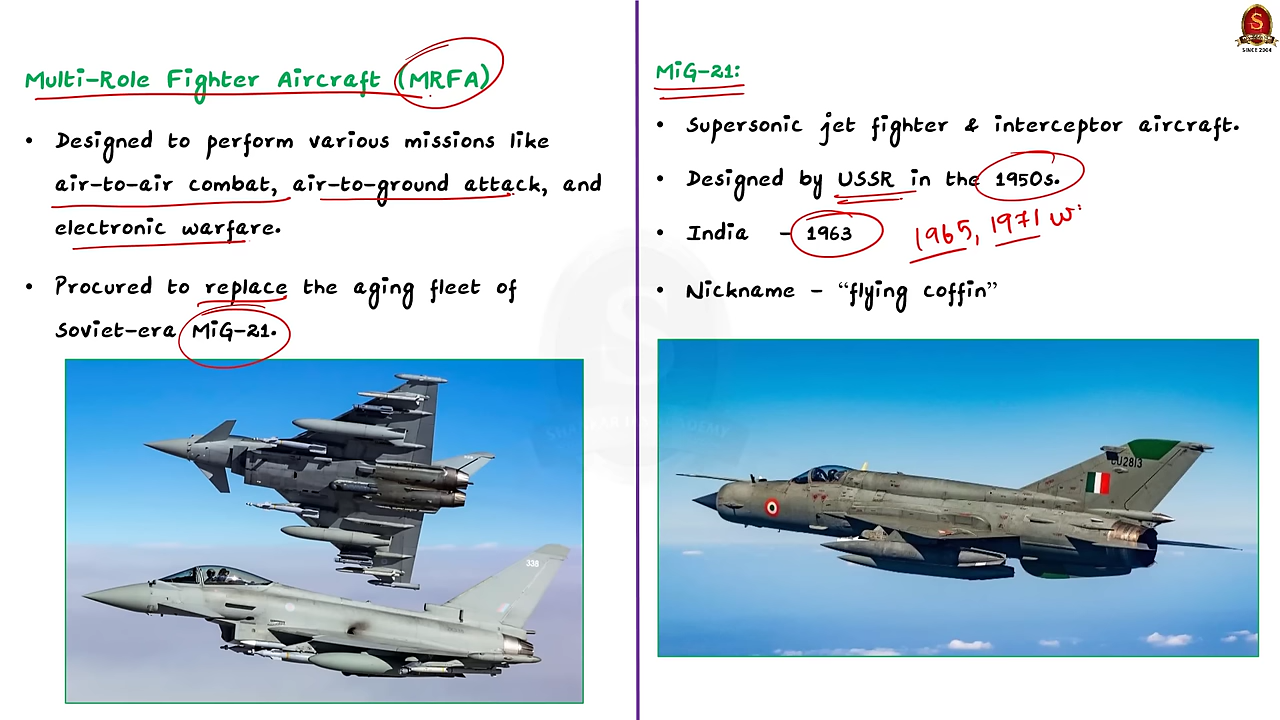 Multi-Role Fighter Aircraft (MRFA)
• Designed to perform various missions like
air-to-air combat, air-to-ground attack, and
electronic warfare.
• Procured to replace the aging fleet of
Soviet-era MiG-21.
338
S
SINCE 2004
MiG-21:
• Supersonic jet fighter & interceptor aircraft.
• Designed by USSR in the 1950s.
• India - 1963 1965, 1971 w
• Nickname - “flying coffin”
CU2813